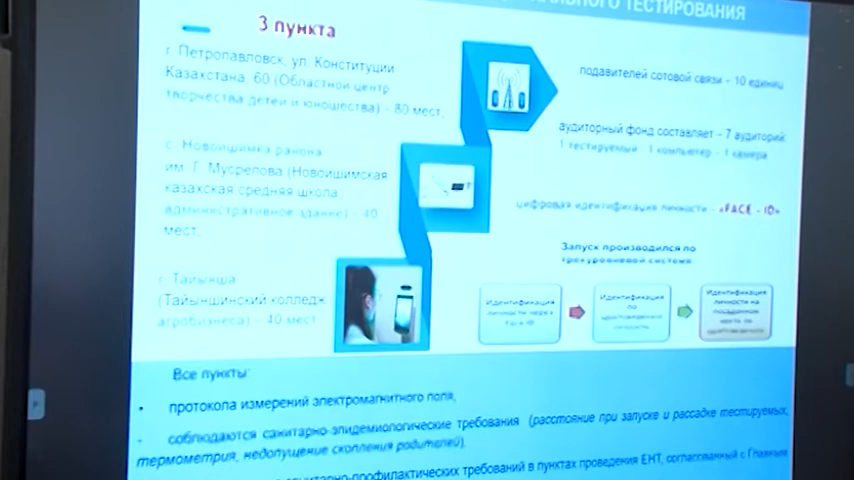 ТЕСТИРОВАНИЯ
3 пункта
г. Петропавловск, ул. Конституции
Казахстана, 60 (Областной центр
творчества детей и юношества) – 80 мест,
с. Новоишимка района
им. Г. Мусрепова (Новоишимская
казахская средняя школа
административное здание) – 40
мест,
г. Тайынша
(Тайыншинский колледж
агробизнеса) – 40 мест
подавителей сотовой связи – 10 единиц
аудиторный фонд составляет – 7 аудиторий:
1 тестируемый 1 компьютер - 1 камера
цифровая идентификация личности - «FACE - ID»
Запуск производился по
трехуровневой системе
Идентификация
личности через
Face ID
Идентификация
по
удостоверению
личности
Идентификация
личности на
посадочном
месте по
Все пункты:
• протокола измерений электромагнитного поля,
- соблюдаются санитарно-эпидемиологические требования (расстояние при запуске и рассадке тестируемых,
термометрия, недопущение скопления родителей).
санитарно-профилактических требований в пунктах проведения ЕНТ, согласованный с Главным